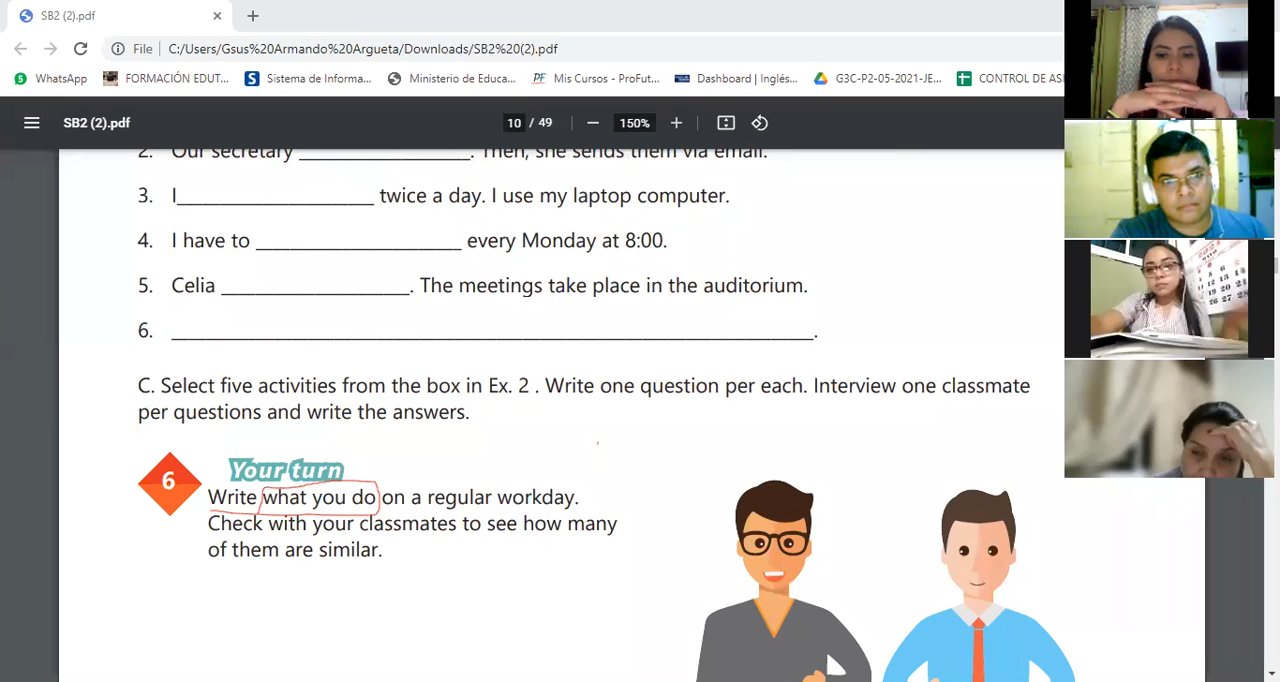 SB2 (2).pdf
File C:/Users/Gsus%20Armando%20Argueta/Downloads/SB2%20(2).pdf
WhatsApp FORMACIÓN EDUT... Sistema de Informa... Ministerio de Educa... Mis Cursos - ProFut... Dashboard | Inglés... G3C-P2-05-2021-JE... CONTROL DE AS
SB2 (2).pdf 10 / 49 150%
2. Our secretary ____________________. Then, she sends them via email.
3. I_______________________ twice a day. I use my laptop computer.
4. I have to ________________________ every Monday at 8:00.
5. Celia ______________________. The meetings take place in the auditorium.
6. ____________________________________________________________.
C. Select five activities from the box in Ex. 2 . Write one question per each. Interview one classmate
per questions and write the answers.
6 Your turn
Write what you do on a regular workday.
Check with your classmates to see how many
of them are similar.